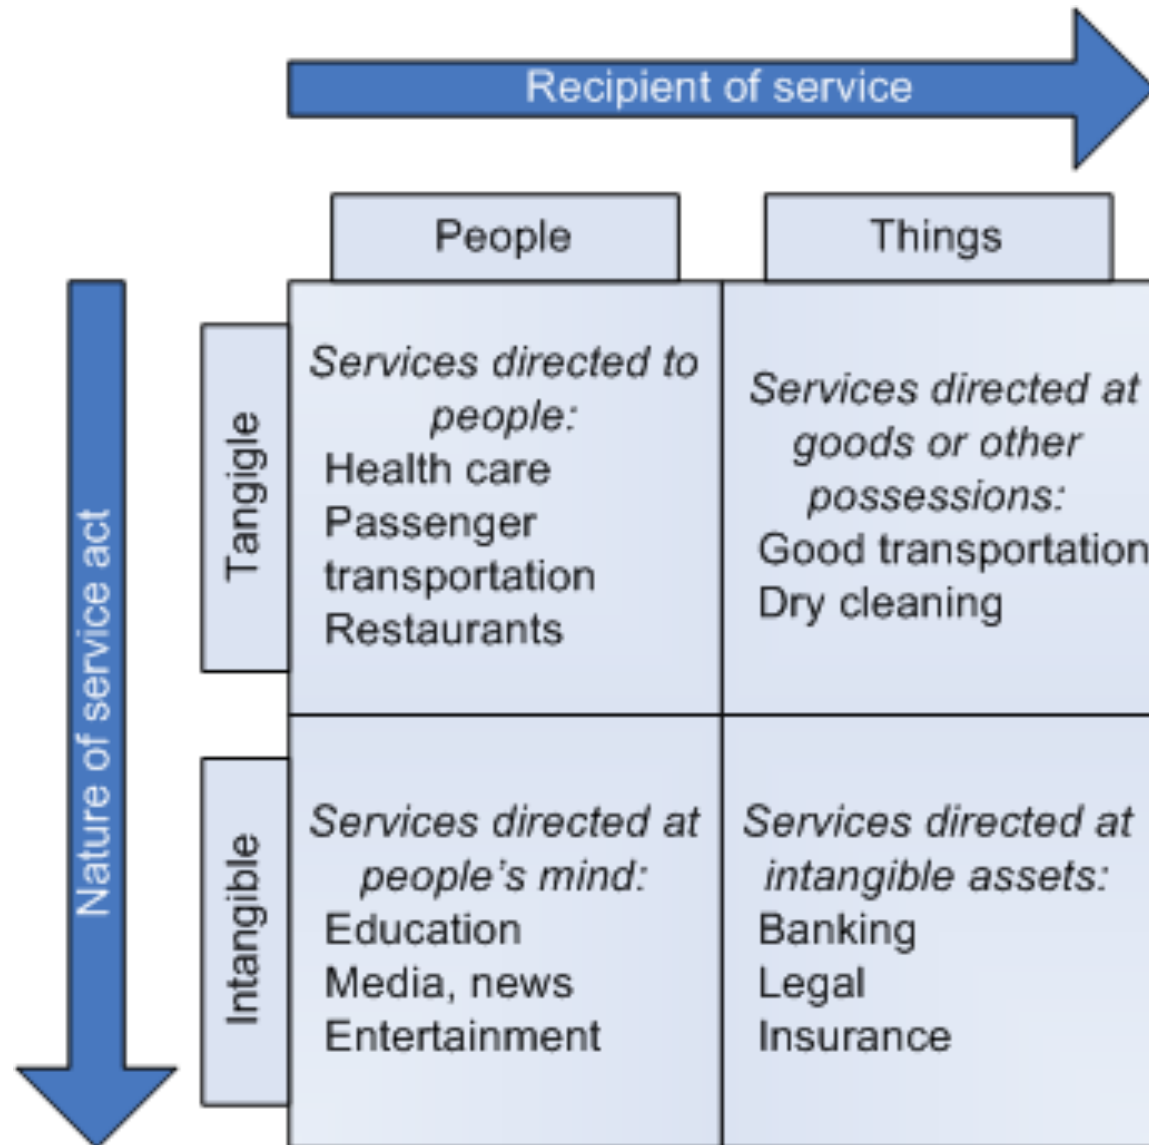 Recipient of service
People
Things
Nature of service act
Tangigle
Services directed to
people:
Health care
Passenger
transportation
Restaurants
Services directed at
goods or other
possessions:
Good transportation
Dry cleaning
Intangible
Services directed at
people's mind:
Education
Media, news
Entertainment
Services directed at
intangible assets:
Banking
Legal
Insurance